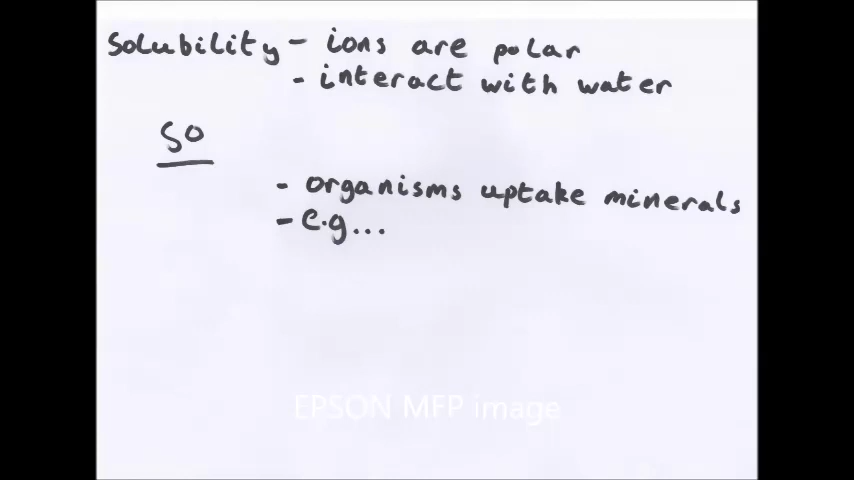 Solubility - ions are polar
- interact with water
so
- organisms uptake minerals
- e.g...
EPSON MFP image